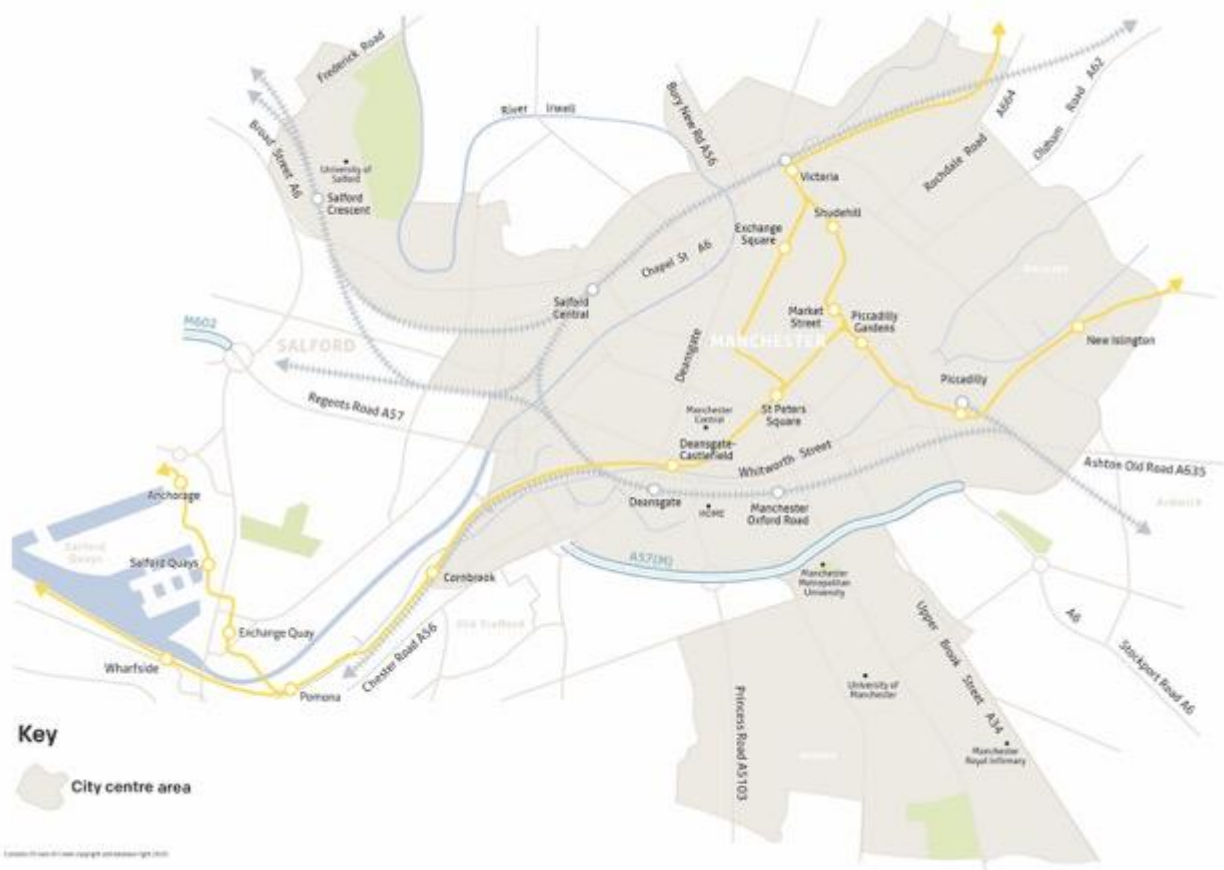 Frederick Road
River Irwell
Bury New Rd A56
A664
Oldham Road A62
Rochdale Road
Broad Street A6
University of
Salford
Salford
Crescent
Victoria
Shudehill
Exchange
Square
Chapel St A6
Salford
Central
Market
Street
Piccadilly
Gardens
M602
SALFORD
MANCHESTER
New Islington
Deansgate
Piccadilly
Regents Road A57
Manchester
Central
St Peters
Square
Deansgate-
Castlefield
Whitworth Street
Ashton Old Road A635
Anchorage
Deansgate
HOME
Manchester
Oxford Road
Ardwick
Salford
Quays
Salford Quays
A57(M)
Cornbrook
Manchester
Metropolitan
University
Exchange Quay
Old Trafford
Chester Road A56
Upper Brook Street A34
A6
Stockport Road A6
Wharfside
Pomona
University of
Manchester
Princess Road A5103
Manchester
Royal Infirmary
Key
City centre area